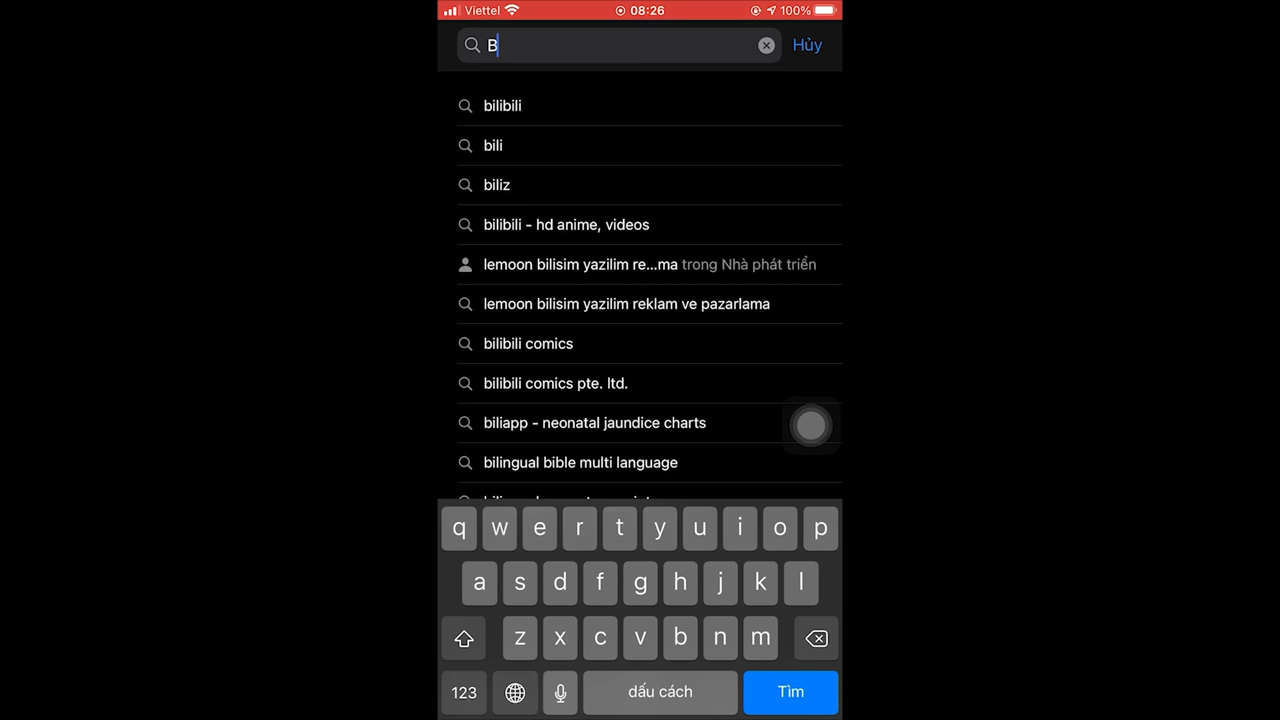 Viettel 08:26 100%
B Hủy
bilibili
bili
biliz
bilibili - hd anime, videos
lemoon bilisim yazilim re...ma trong Nhà phát triển
lemoon bilisim yazilim reklam ve pazarlama
bilibili comics
bilibili comics pte. ltd.
biliapp - neonatal jaundice charts
bilingual bible multi language
q w e r t y u i o p
a s d f g h j k l
z x c v b n m
123 dấu cách Tìm